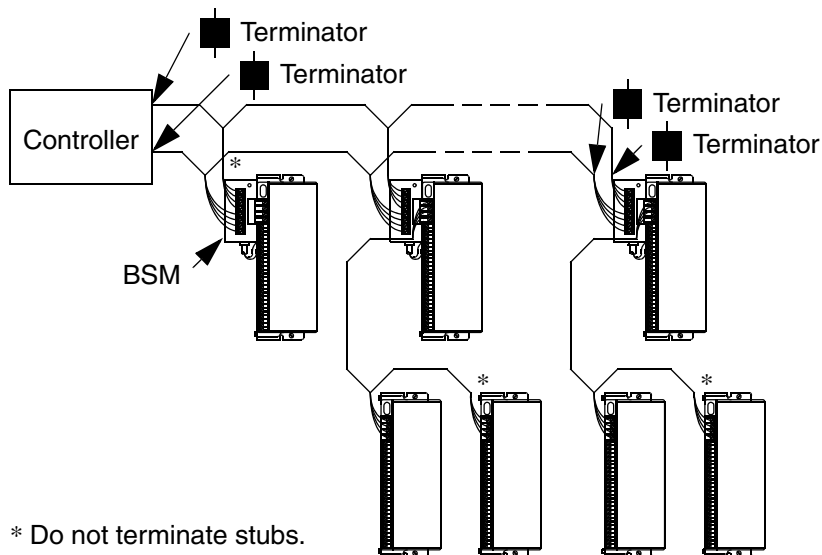 Terminator
Terminator
Terminator
Controller
Terminator
*
BSM
*
*
* Do not terminate stubs.